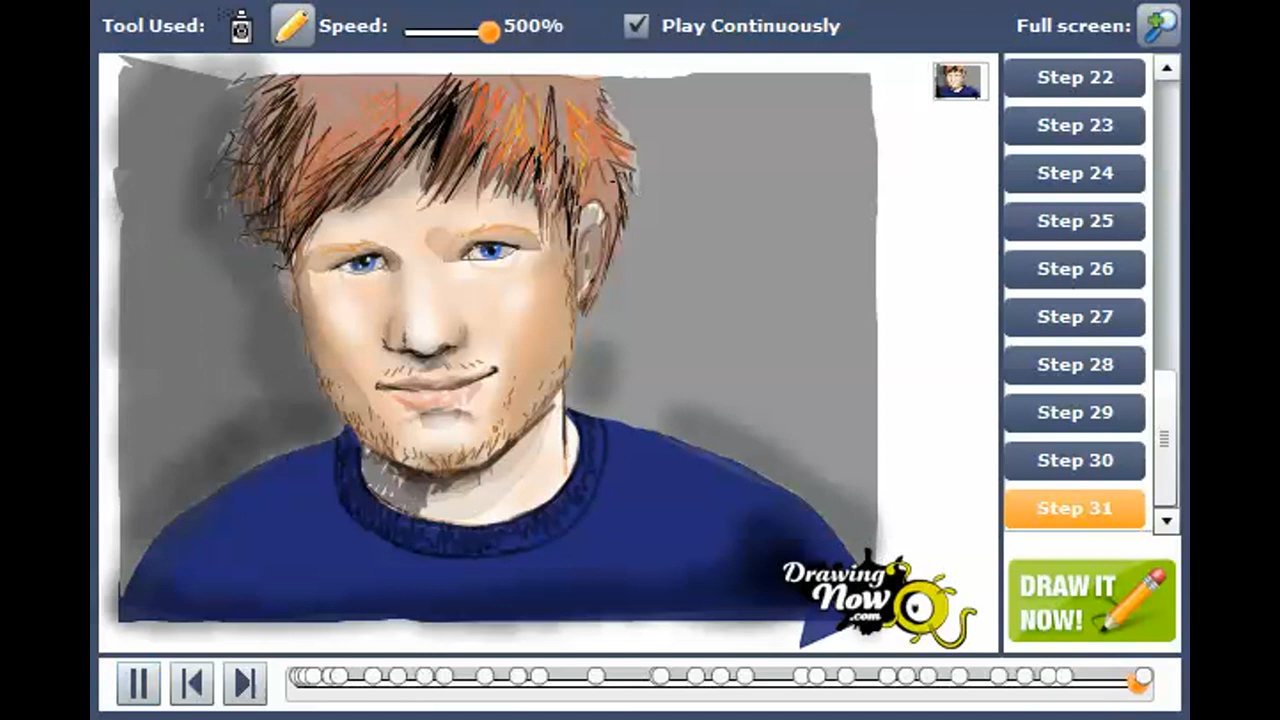 Tool Used:
Speed:
500%
Play Continuously
Full screen:
Step 22
Step 23
Step 24
Step 25
Step 26
Step 27
Step 28
Step 29
Step 30
Step 31
Drawing
Now
.com
DRAW IT
NOW!